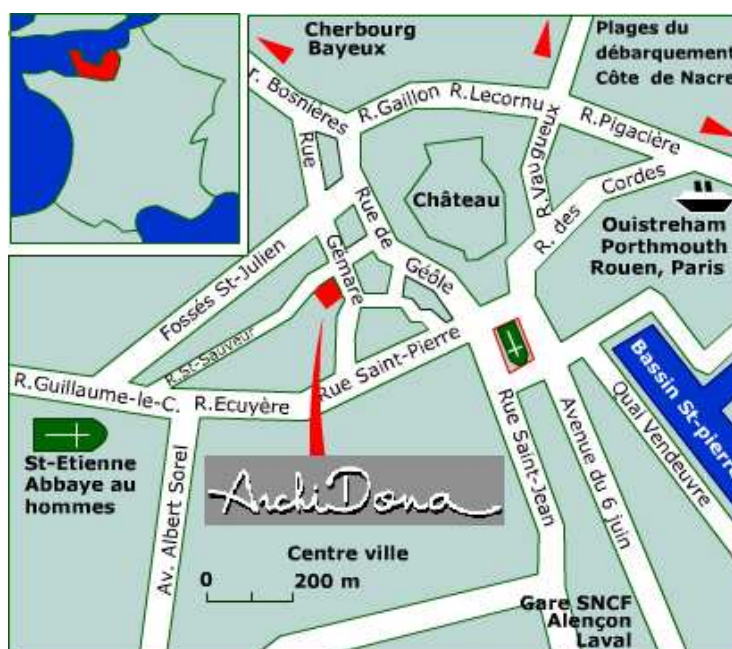 Cherbourg
Bayeux
Plages du
débarquement
Côte de Nacre
r. Bosnières
R.Gaillon
R.Lecornu
R.Pigacière
Rue
Gémare
R.Vaugueux
Château
R. des
Cordes
Rue de
Géôle
Ouistreham
Porthmouth
Rouen, Paris
Fossés St-Julien
R.St-Sauveur
Rue Saint-Pierre
R.Guillaume-le-C.
R.Ecuyère
Bassin St-pierre
Quai Vendeuvre
Avenue du 6 juin
Rue Saint-Jean
St-Etienne
Abbaye au
hommes
Av. Albert Sorel
ArchiDona
Centre ville
0
200 m
Gare SNCF
Alençon
Laval